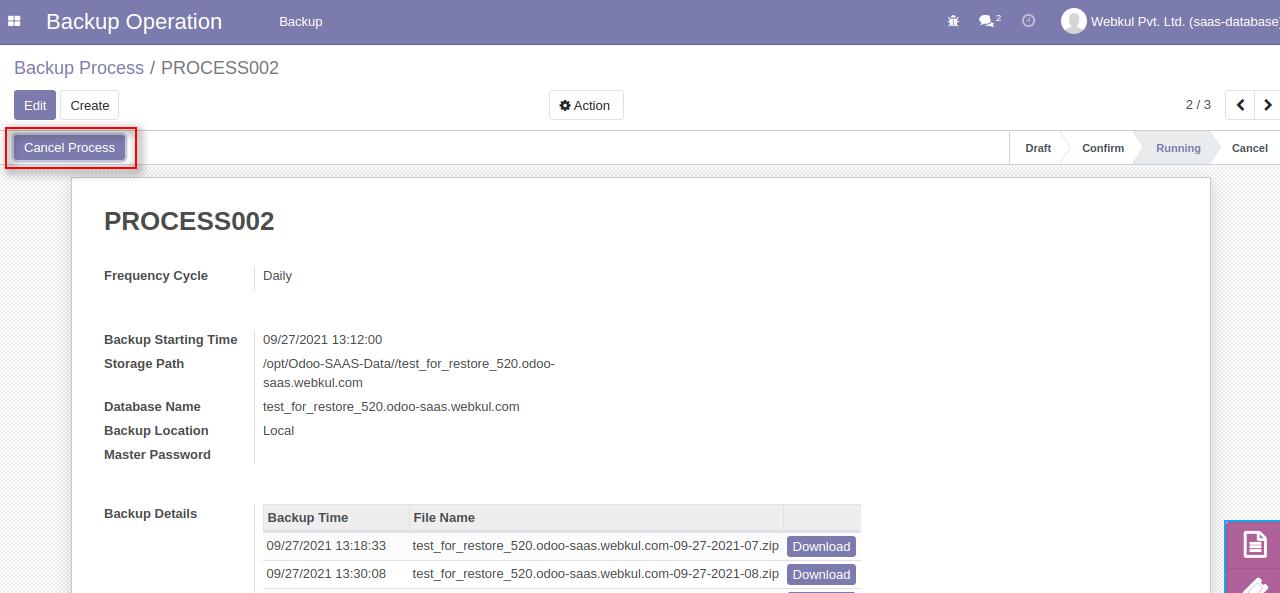 Backup Operation Backup 2 Webkul Pvt. Ltd. (saas-database)
Backup Process / PROCESS002
Edit Create Action 2 / 3
Cancel Process Draft Confirm Running Cancel
PROCESS002
Frequency Cycle Daily
Backup Starting Time 09/27/2021 13:12:00
Storage Path /opt/Odoo-SAAS-Data//test_for_restore_520.odoo-
saas.webkul.com
Database Name test_for_restore_520.odoo-saas.webkul.com
Backup Location Local
Master Password
Backup Details Backup Time File Name
09/27/2021 13:18:33 test_for_restore_520.odoo-saas.webkul.com-09-27-2021-07.zip Download
09/27/2021 13:30:08 test_for_restore_520.odoo-saas.webkul.com-09-27-2021-08.zip Download